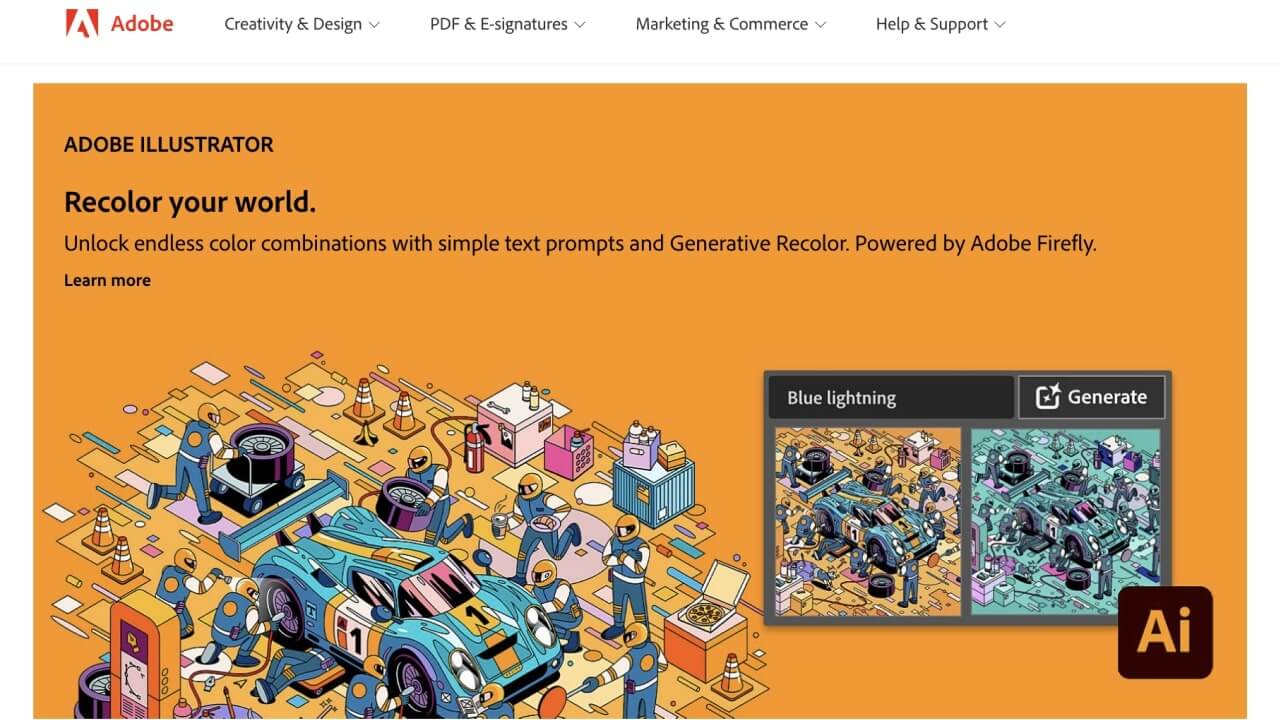 Adobe
Creativity & Design
PDF & E-signatures
Marketing & Commerce
Help & Support
ADOBE ILLUSTRATOR
Recolor your world.
Unlock endless color combinations with simple text prompts and Generative Recolor. Powered by Adobe Firefly.
Learn more
Blue lightning
Generate
1
1
Ai